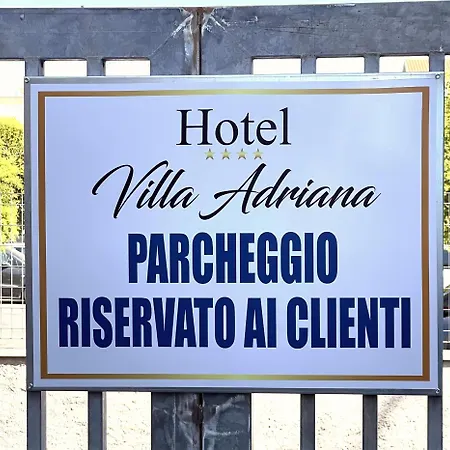 Hotel
Villa Adriana
PARCHEGGIO
RISERVATO AI CLIENTI